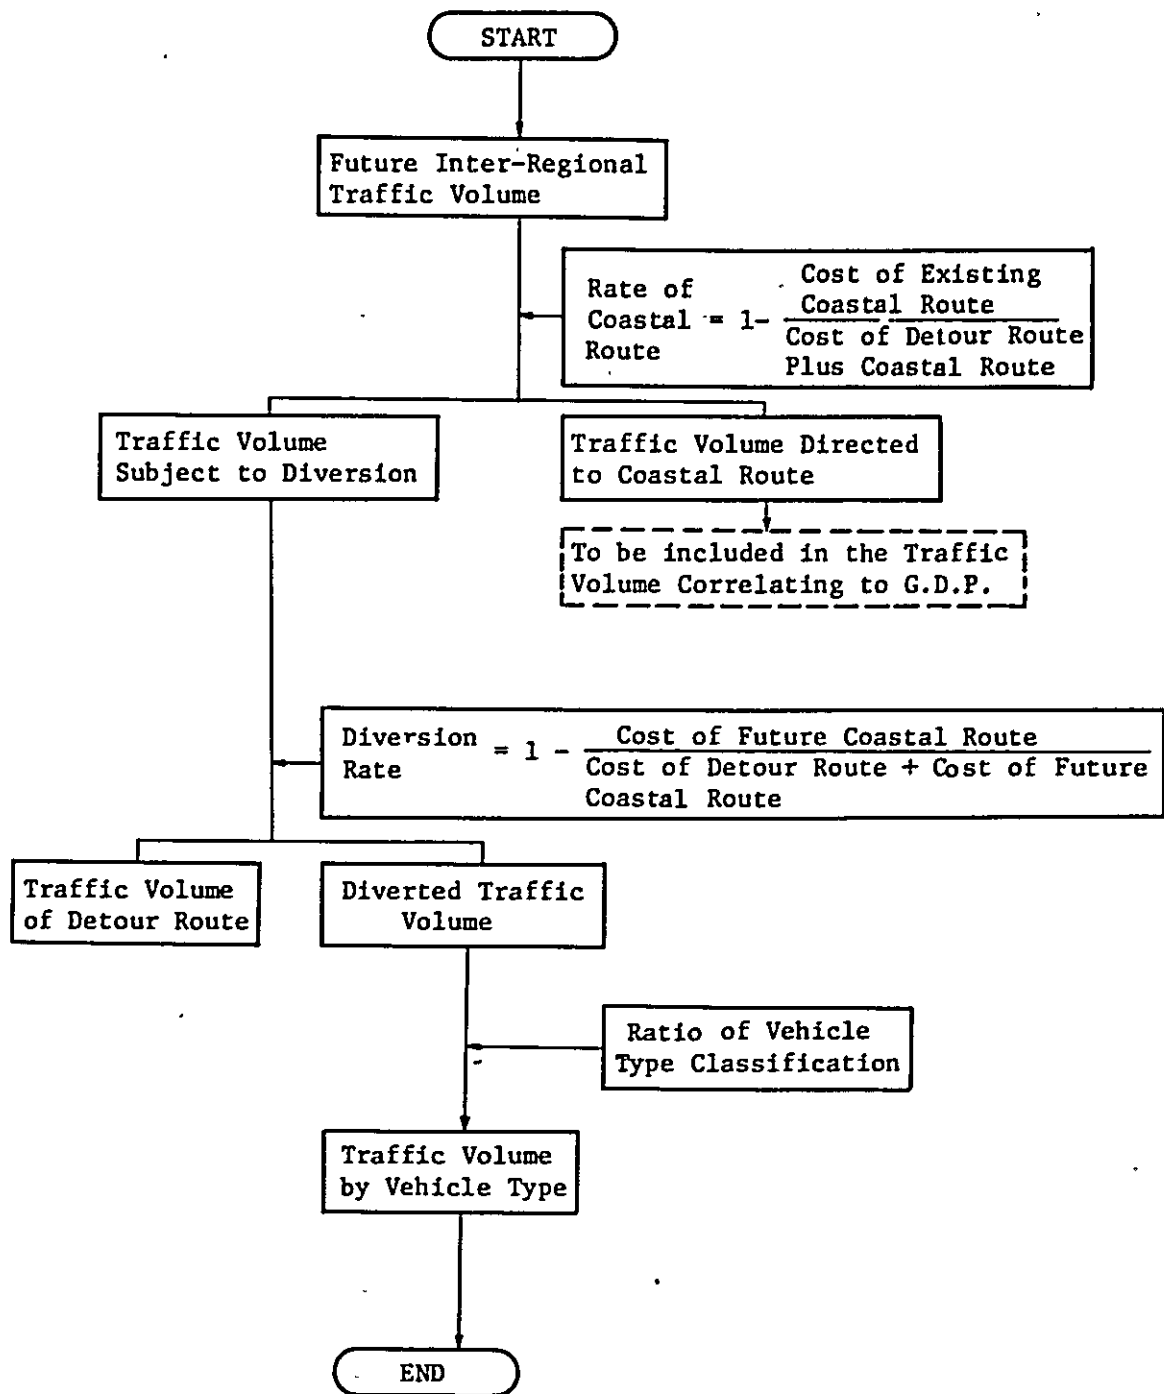 START
Future Inter-Regional
Traffic Volume
Rate of
Coastal = 1-
Route
Cost of Existing
Coastal Route
Cost of Detour Route
Plus Coastal Route
Traffic Volume
Subject to Diversion
Traffic Volume Directed
to Coastal Route
To be included in the Traffic
Volume Correlating to G.D.P.
Diversion
Rate
= 1 -
Cost of Future Coastal Route
Cost of Detour Route + Cost of Future
Coastal Route
Traffic Volume
of Detour Route
Diverted Traffic
Volume
Ratio of Vehicle
Type Classification
Traffic Volume
by Vehicle Type
END